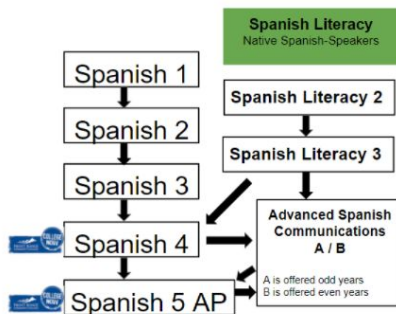 Spanish Literacy
Native Spanish-Speakers
Spanish 1
Spanish 2
Spanish 3
Spanish 4
Spanish 5 AP
Spanish Literacy 2
Spanish Literacy 3
Advanced Spanish
Communications
A / B
A is offered odd years
B is offered even years